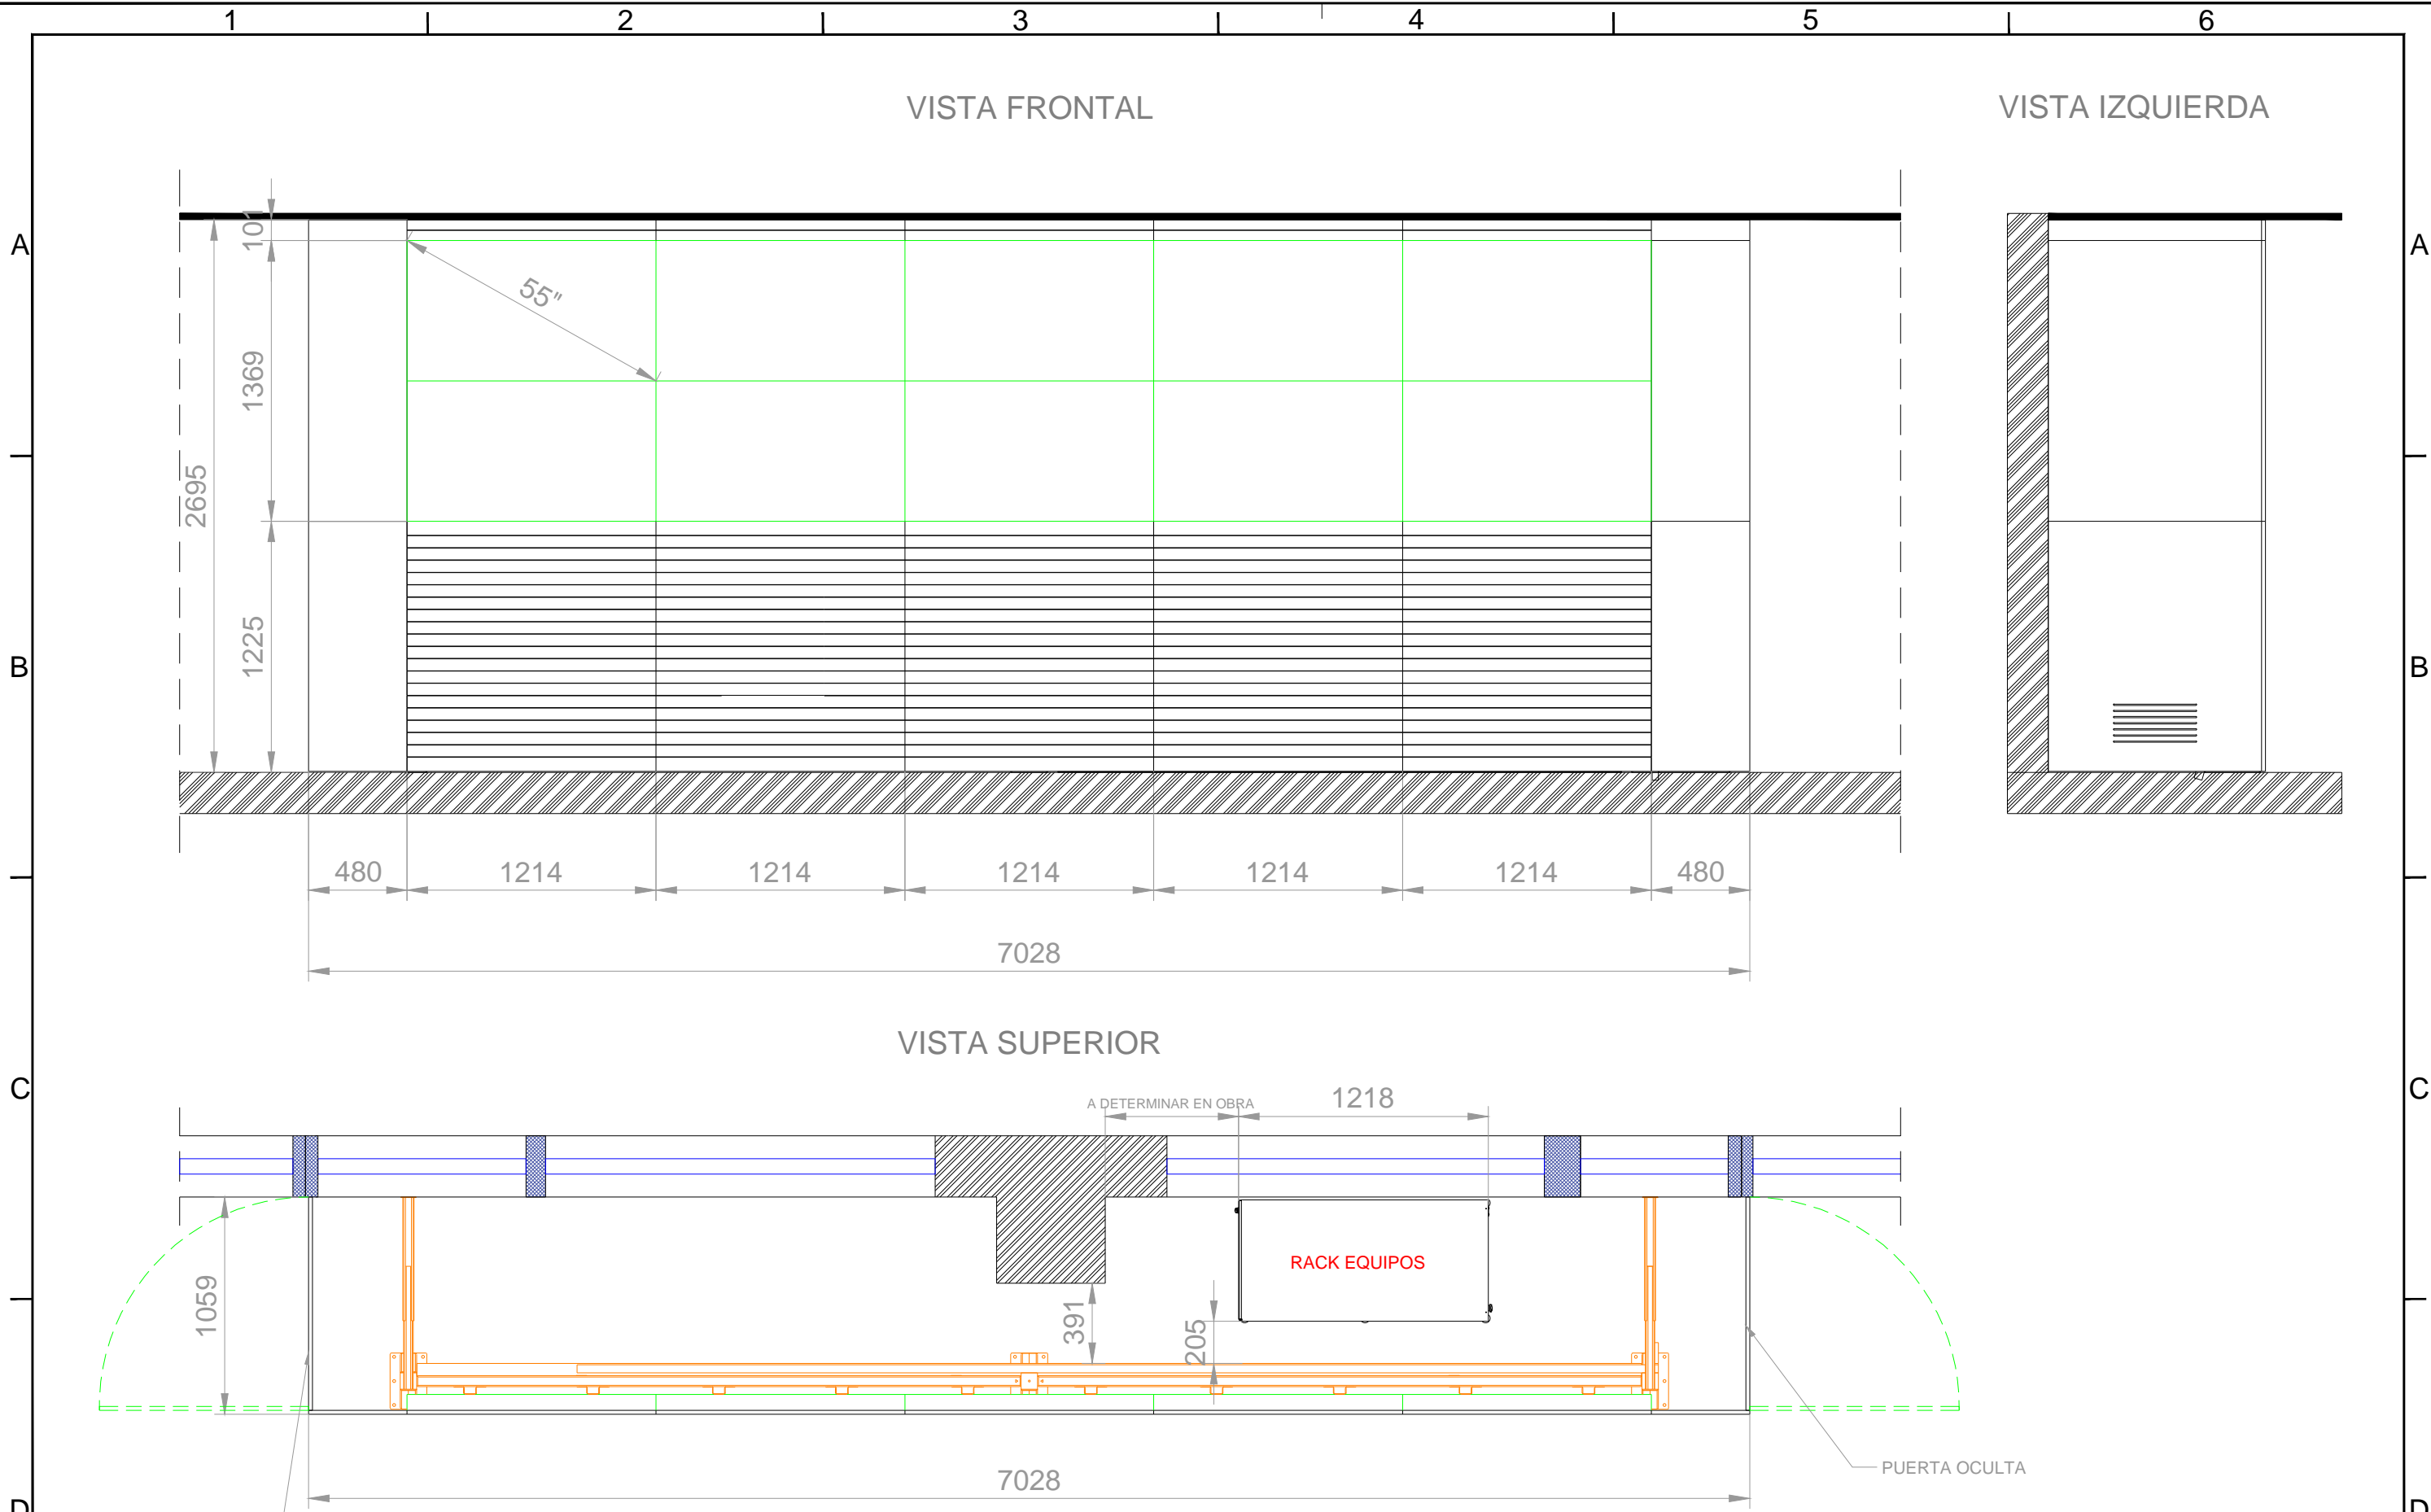 1 2 3 4 5 6
VISTA FRONTAL VISTA IZQUIERDA
A A
101
55"
1369
2695
1225
B B
480 1214 1214 1214 1214 1214 480
7028
VISTA SUPERIOR
C C
A DETERMINAR EN OBRA 1218
RACK EQUIPOS
1059
391
205
PUERTA OCULTA
7028
D D